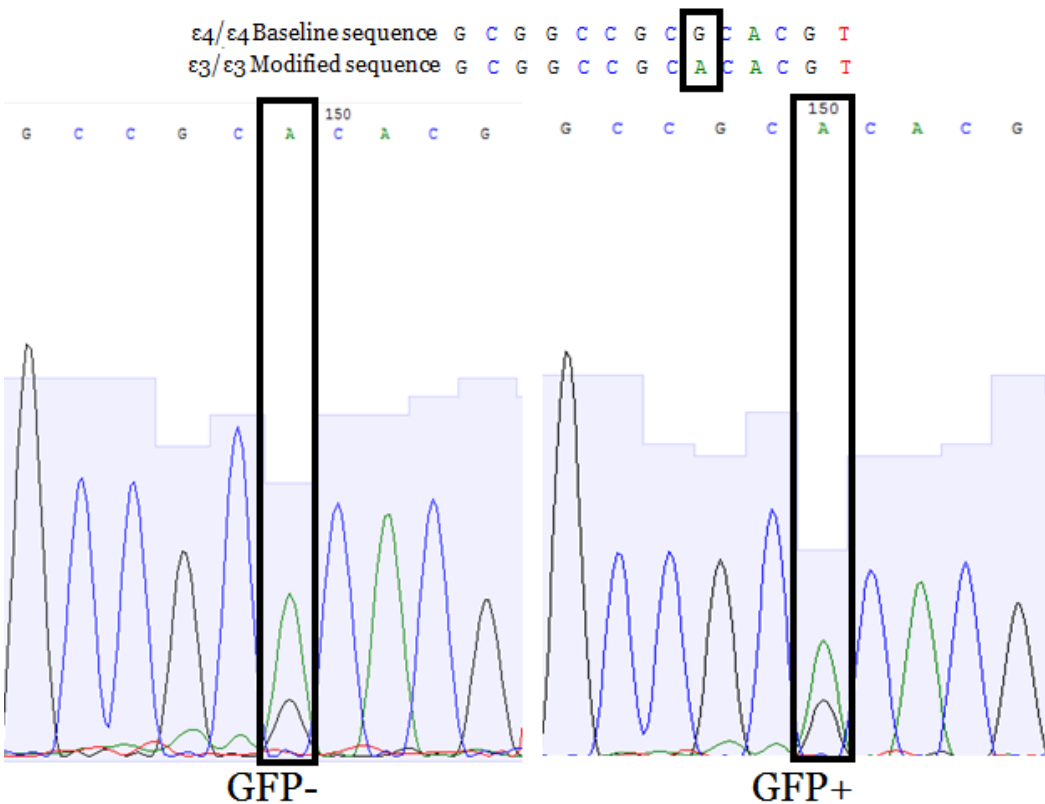 ε4/ε4 Baseline sequence G C G G C C G C G C A C G T
ε3/ε3 Modified sequence G C G G C C G C A C A C G T
150
G C C G C A C A C G
150
G C C G C A C A C G
GFP-
GFP+